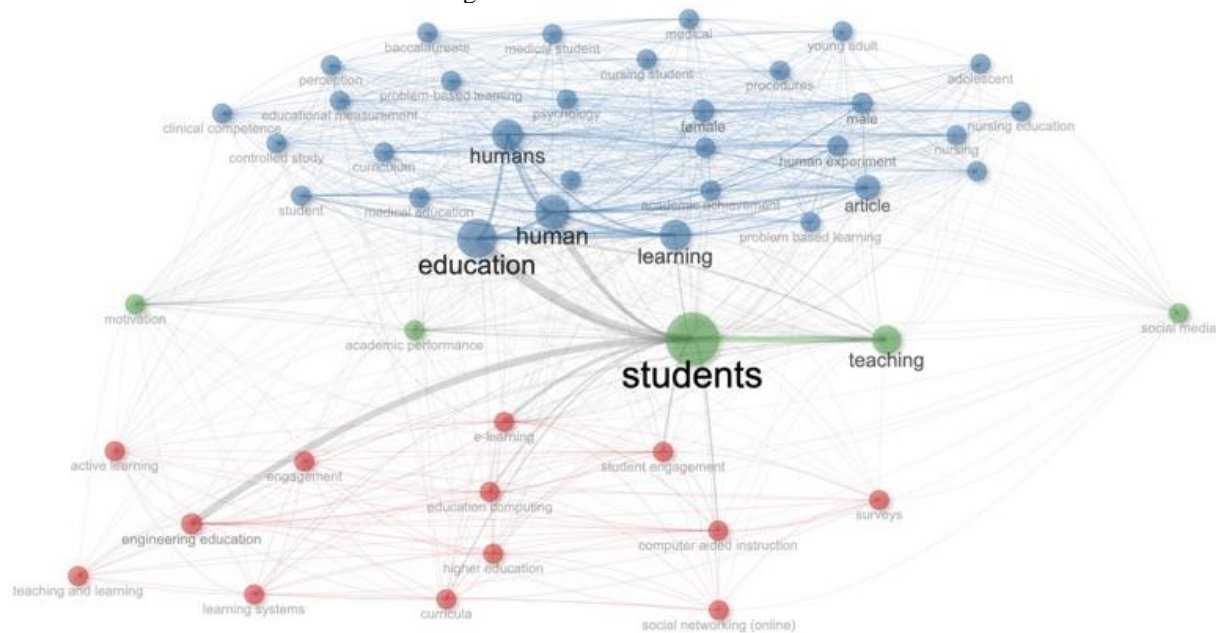 medical
baccalaureate
medical student
young adult
nursing student
perception
procedures
adolescent
problem-based learning
educational measurement
psychology
clinical competence
female
male
nursing education
controlled study
curriculum
humans
human experiment
nursing
student
medical education
academic achievement
article
human
problem based learning
education
learning
motivation
academic performance
students
teaching
social media
e-learning
active learning
engagement
student engagement
education computing
surveys
engineering education
computer aided instruction
higher education
teaching and learning
learning systems
curricula
social networking (online)